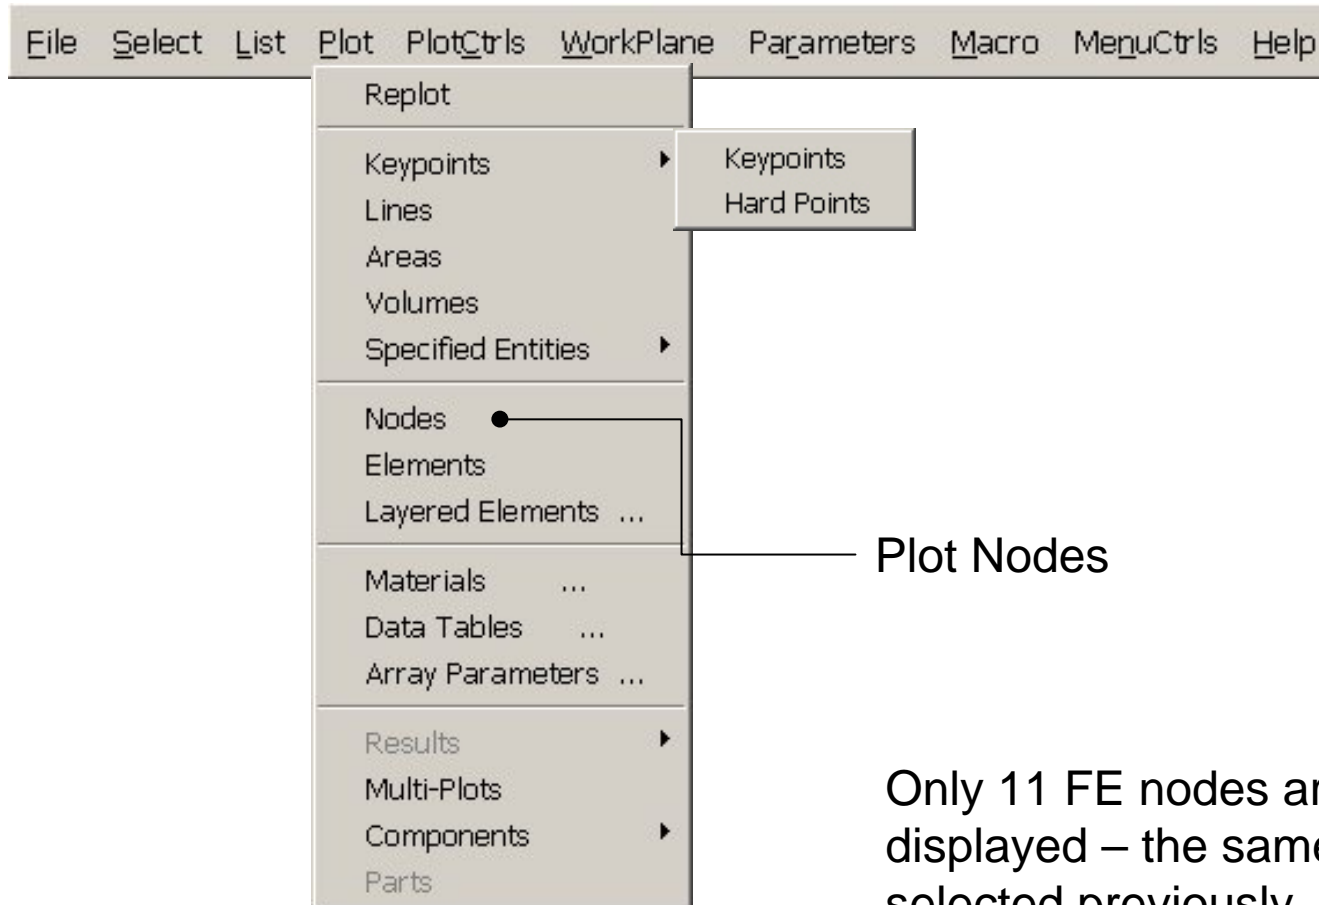 File Select List Plot PlotCtrls WorkPlane Parameters Macro MenuCtrls Help
Replot
Keypoints
Lines
Areas
Volumes
Specified Entities
Keypoints
Hard Points
Nodes
Elements
Layered Elements ...
Materials ...
Data Tables ...
Array Parameters ...
Results
Multi-Plots
Components
Parts
Plot Nodes
Only 11 FE nodes
displayed – the same
selected previously